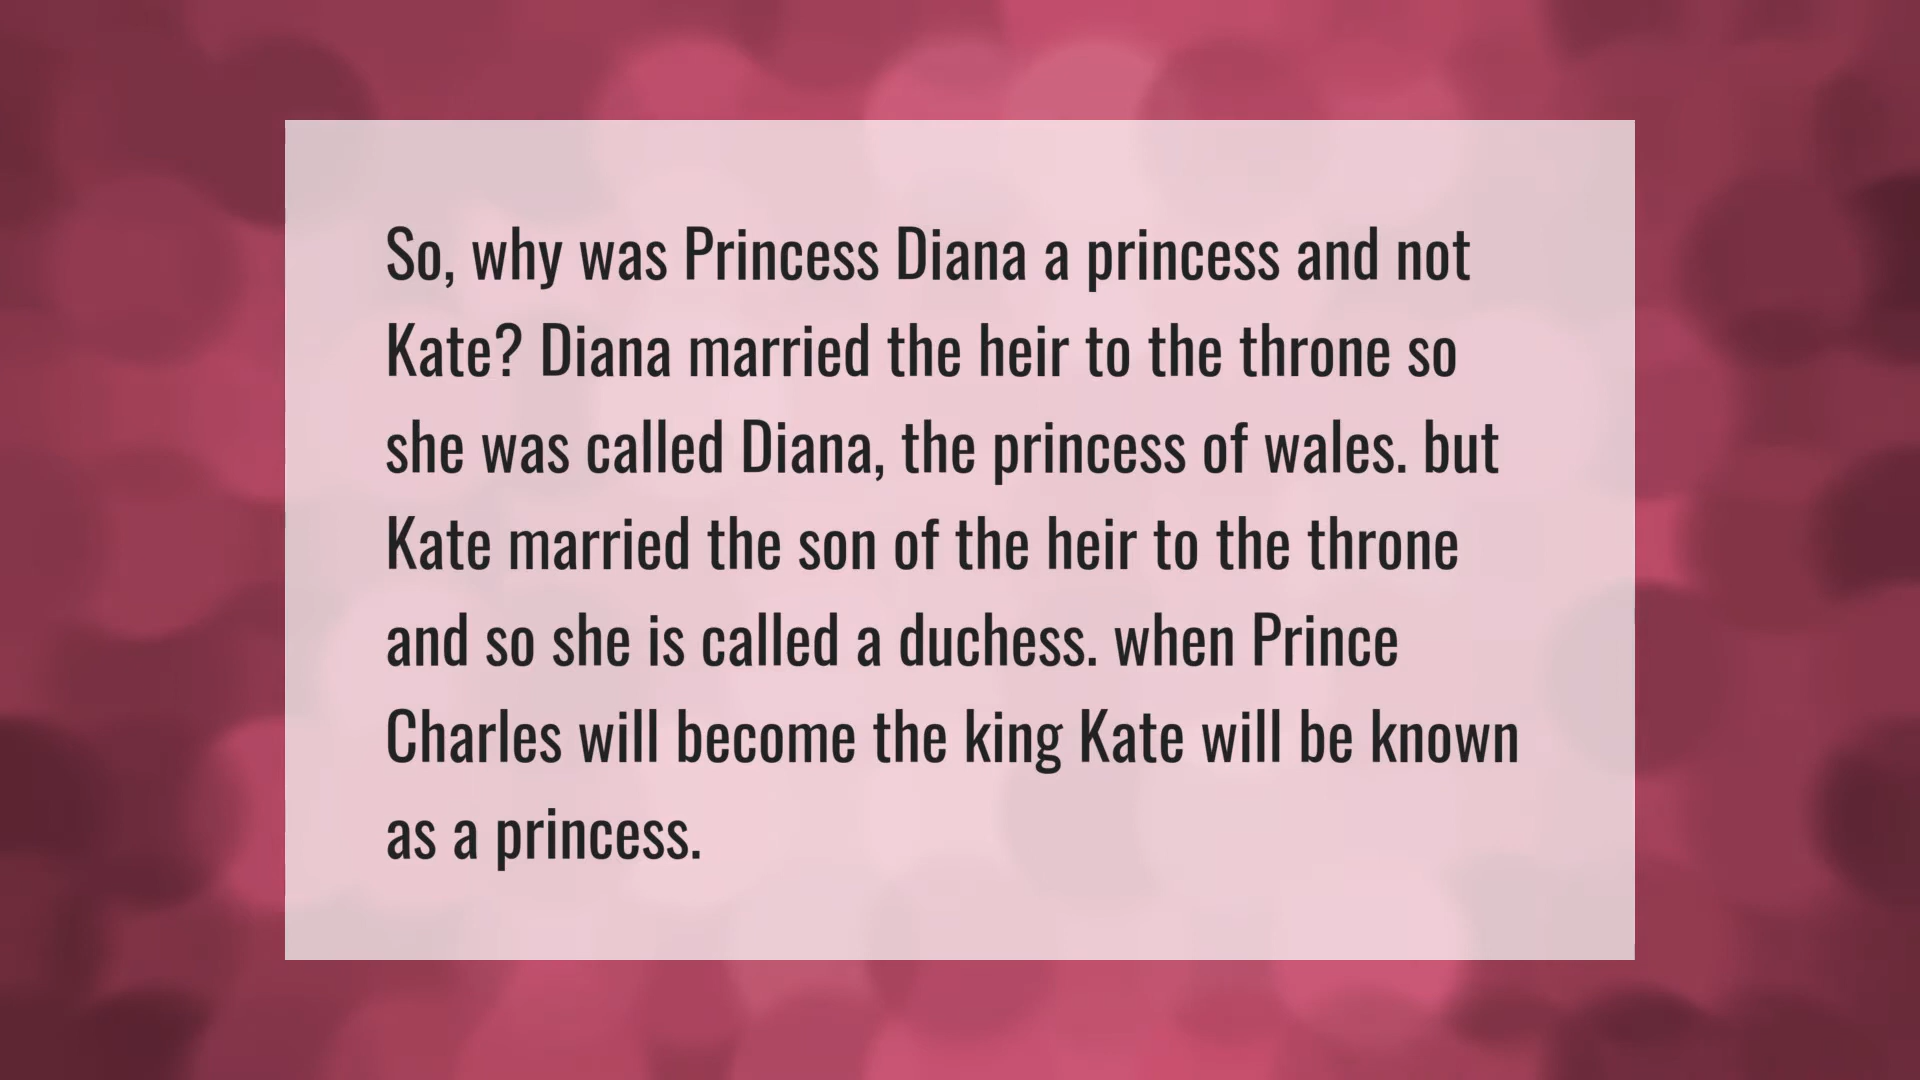 So, why was Princess Diana a princess and not
Kate? Diana married the heir to the throne so
she was called Diana, the princess of wales. but
Kate married the son of the heir to the throne
and so she is called a duchess. when Prince
Charles will become the king Kate will be known
as a princess.